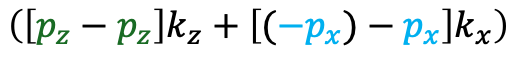 ([p_z − p_z]k_z + [(−p_x) − p_x]k_x)